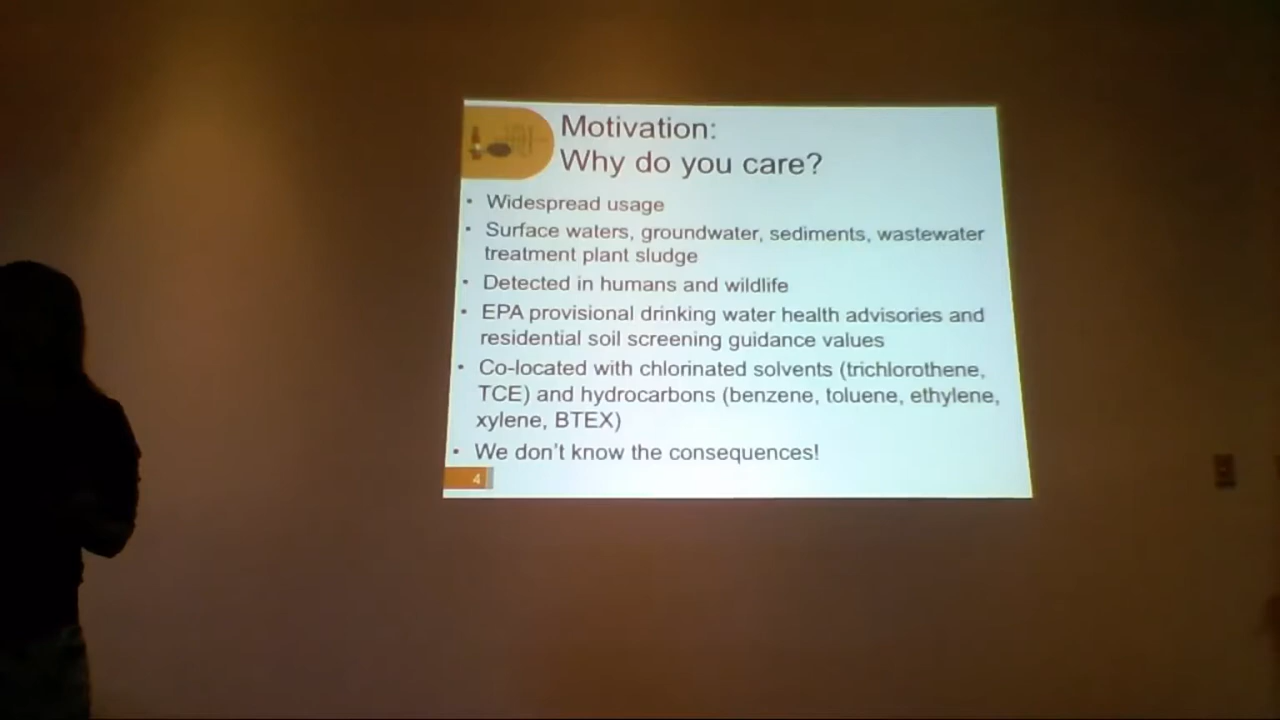 Motivation:
Why do you care?
• Widespread usage
• Surface waters, groundwater, sediments, wastewater
treatment plant sludge
• Detected in humans and wildlife
• EPA provisional drinking water health advisories and
residential soil screening guidance values
• Co-located with chlorinated solvents (trichlorothene,
TCE) and hydrocarbons (benzene, toluene, ethylene,
xylene, BTEX)
• We don't know the consequences!
4